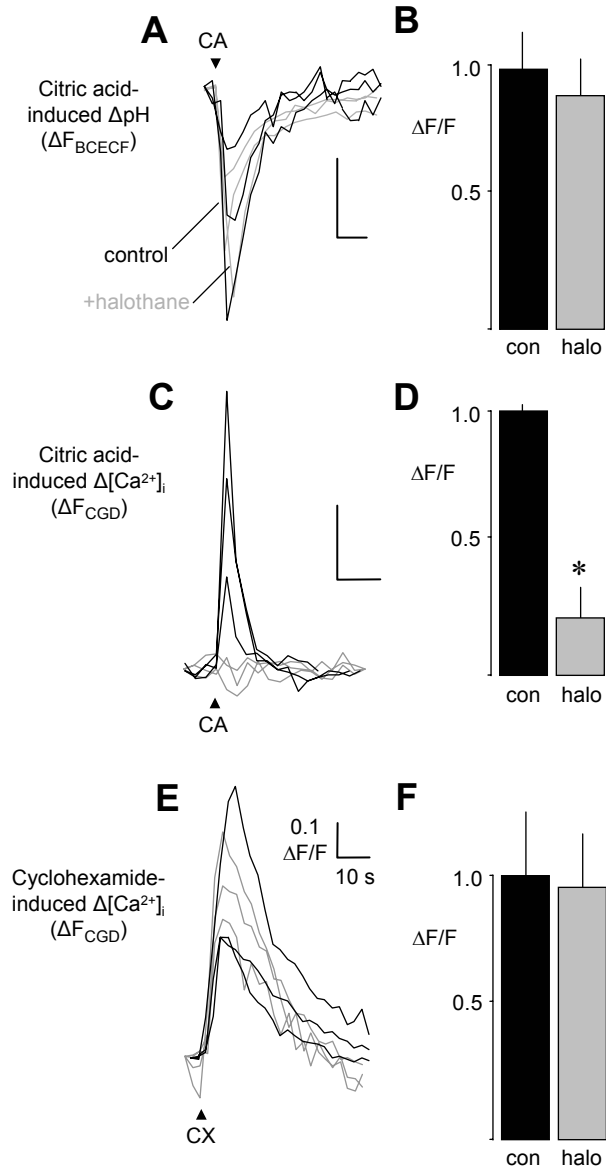 A
CA
▼
Citric acid-
induced ΔpH
(ΔF_BCECF)
control
+halothane
B
1.0
ΔF/F
0.5
con
halo
C
Citric acid-
induced Δ[Ca²⁺]ᵢ
(ΔF_CGD)
▲
CA
D
1.0
ΔF/F
0.5
*
con
halo
E
0.1
ΔF/F
10 s
Cyclohexamide-
induced Δ[Ca²⁺]ᵢ
(ΔF_CGD)
▲
CX
F
1.0
ΔF/F
0.5
con
halo